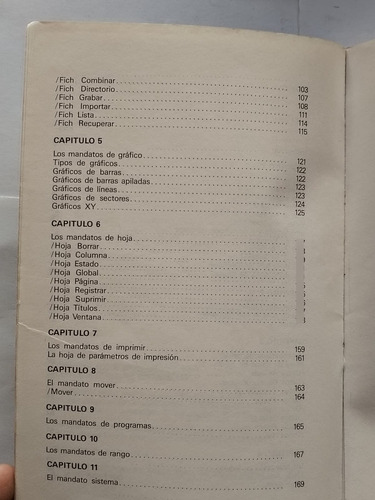 /Fich Combinar 103
/Fich Directorio 107
/Fich Grabar 108
/Fich Importar 111
/Fich Lista 114
/Fich Recuperar 115
CAPITULO 5
Los mandatos de gráfico 121
Tipos de gráficos 122
Gráficos de barras 122
Gráficos de barras apiladas 123
Gráficos de líneas 123
Gráficos de sectores 124
Gráficos XY 125
CAPITULO 6
Los mandatos de hoja
/Hoja Borrar
/Hoja Columna
/Hoja Estado
/Hoja Global
/Hoja Página
/Hoja Registrar
/Hoja Suprimir
/Hoja Títulos
/Hoja Ventana
CAPITULO 7
Los mandatos de imprimir 159
La hoja de parámetros de impresión 161
CAPITULO 8
El mandato mover 163
/Mover 164
CAPITULO 9
Los mandatos de programas 165
CAPITULO 10
Los mandatos de rango 167
CAPITULO 11
El mandato sistema 169